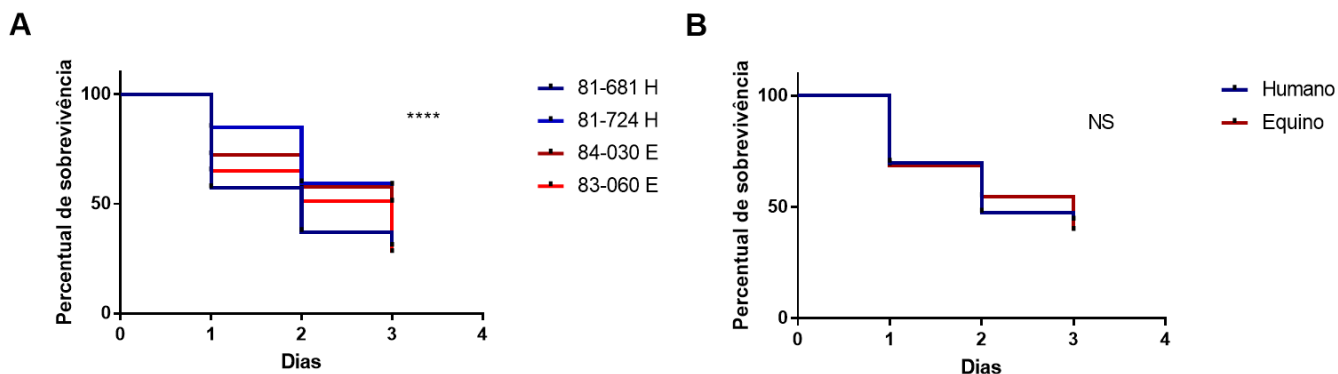 A
Percentual de sobrevivência
100
50
0
0 1 2 3 4
Dias
****
81-681 H
81-724 H
84-030 E
83-060 E
B
Percentual de sobrevivência
100
50
0
0 1 2 3 4
Dias
NS
Humano
Equino